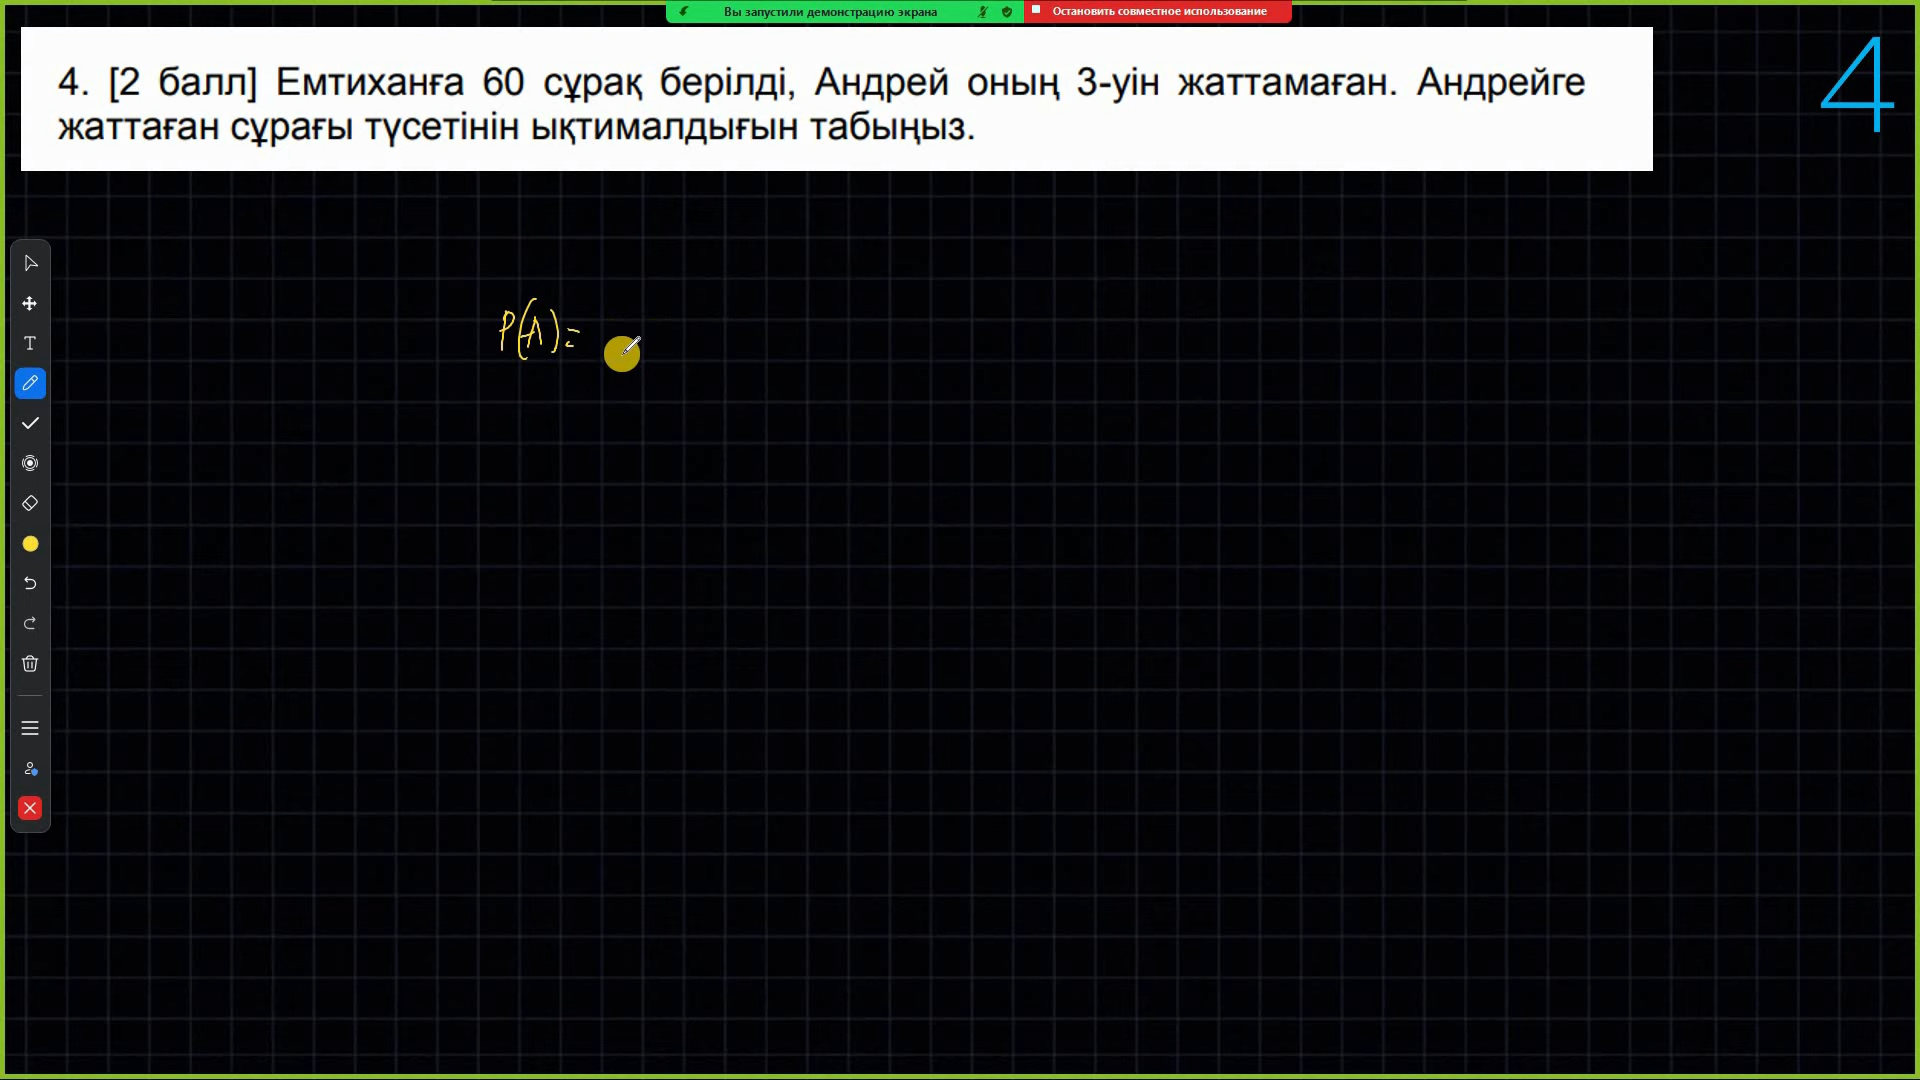 Вы запустили демонстрацию экрана
Остановить совместное использование
4. [2 балл] Емтиханға 60 сұрақ берілді, Андрей оның 3-уін жаттамаған. Андрейге
жаттаған сұрағы түсетінін ықтималдығын табыңыз.
4
P(A)=
T